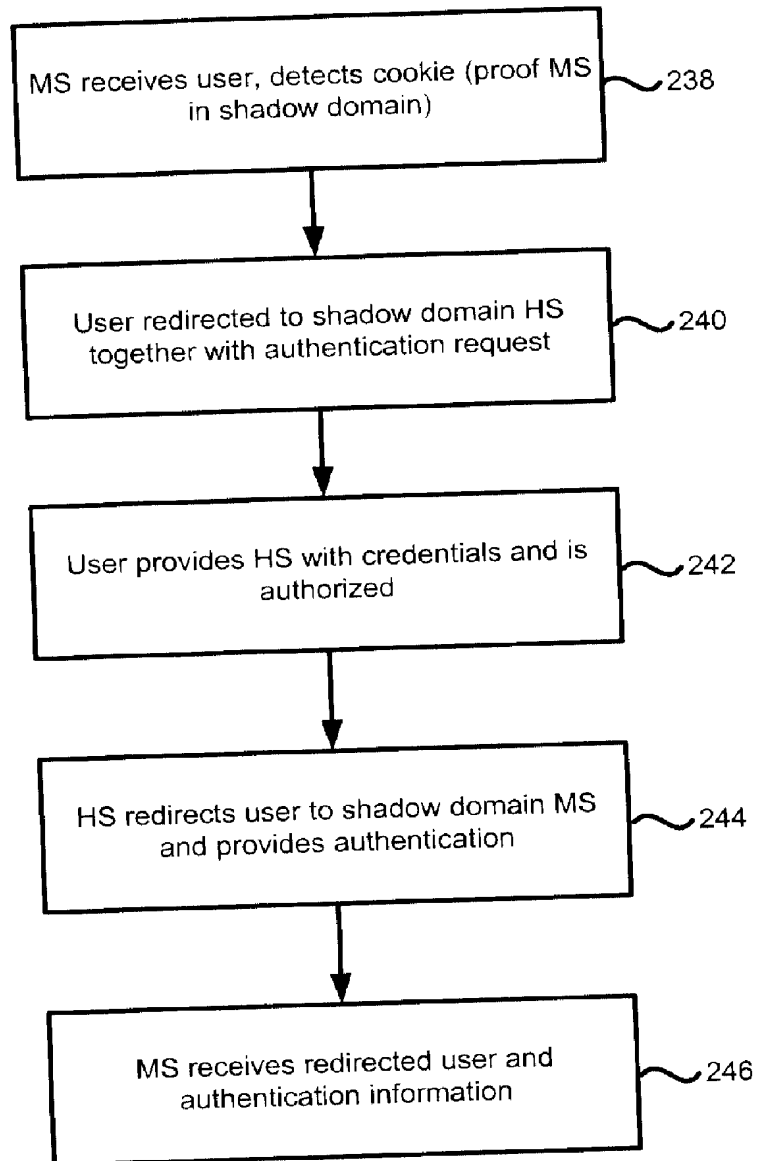 MS receives user, detects cookie (proof MS
in shadow domain)
238
User redirected to shadow domain HS
together with authentication request
240
User provides HS with credentials and is
authorized
242
HS redirects user to shadow domain MS
and provides authentication
244
MS receives redirected user and
authentication information
246